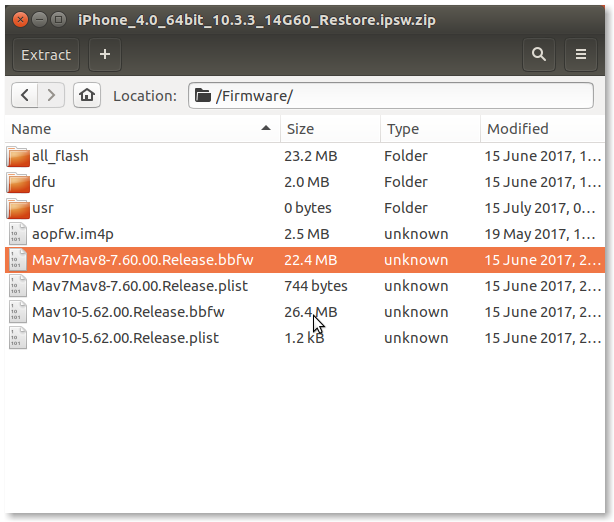 iPhone_4.0_64bit_10.3.3_14G60_Restore.ipsw.zip
Extract +
Location: /Firmware/
Name Size Type Modified
all_flash 23.2 MB Folder 15 June 2017, 1...
dfu 2.0 MB Folder 15 June 2017, 1...
usr 0 bytes Folder 15 July 2017, 0...
aopfw.im4p 2.5 MB unknown 19 May 2017, 1...
Mav7Mav8-7.60.00.Release.bbfw 22.4 MB unknown 15 June 2017, 2...
Mav7Mav8-7.60.00.Release.plist 744 bytes unknown 15 June 2017, 2...
Mav10-5.62.00.Release.bbfw 26.4 MB unknown 15 June 2017, 2...
Mav10-5.62.00.Release.plist 1.2 kB unknown 15 June 2017, 2...